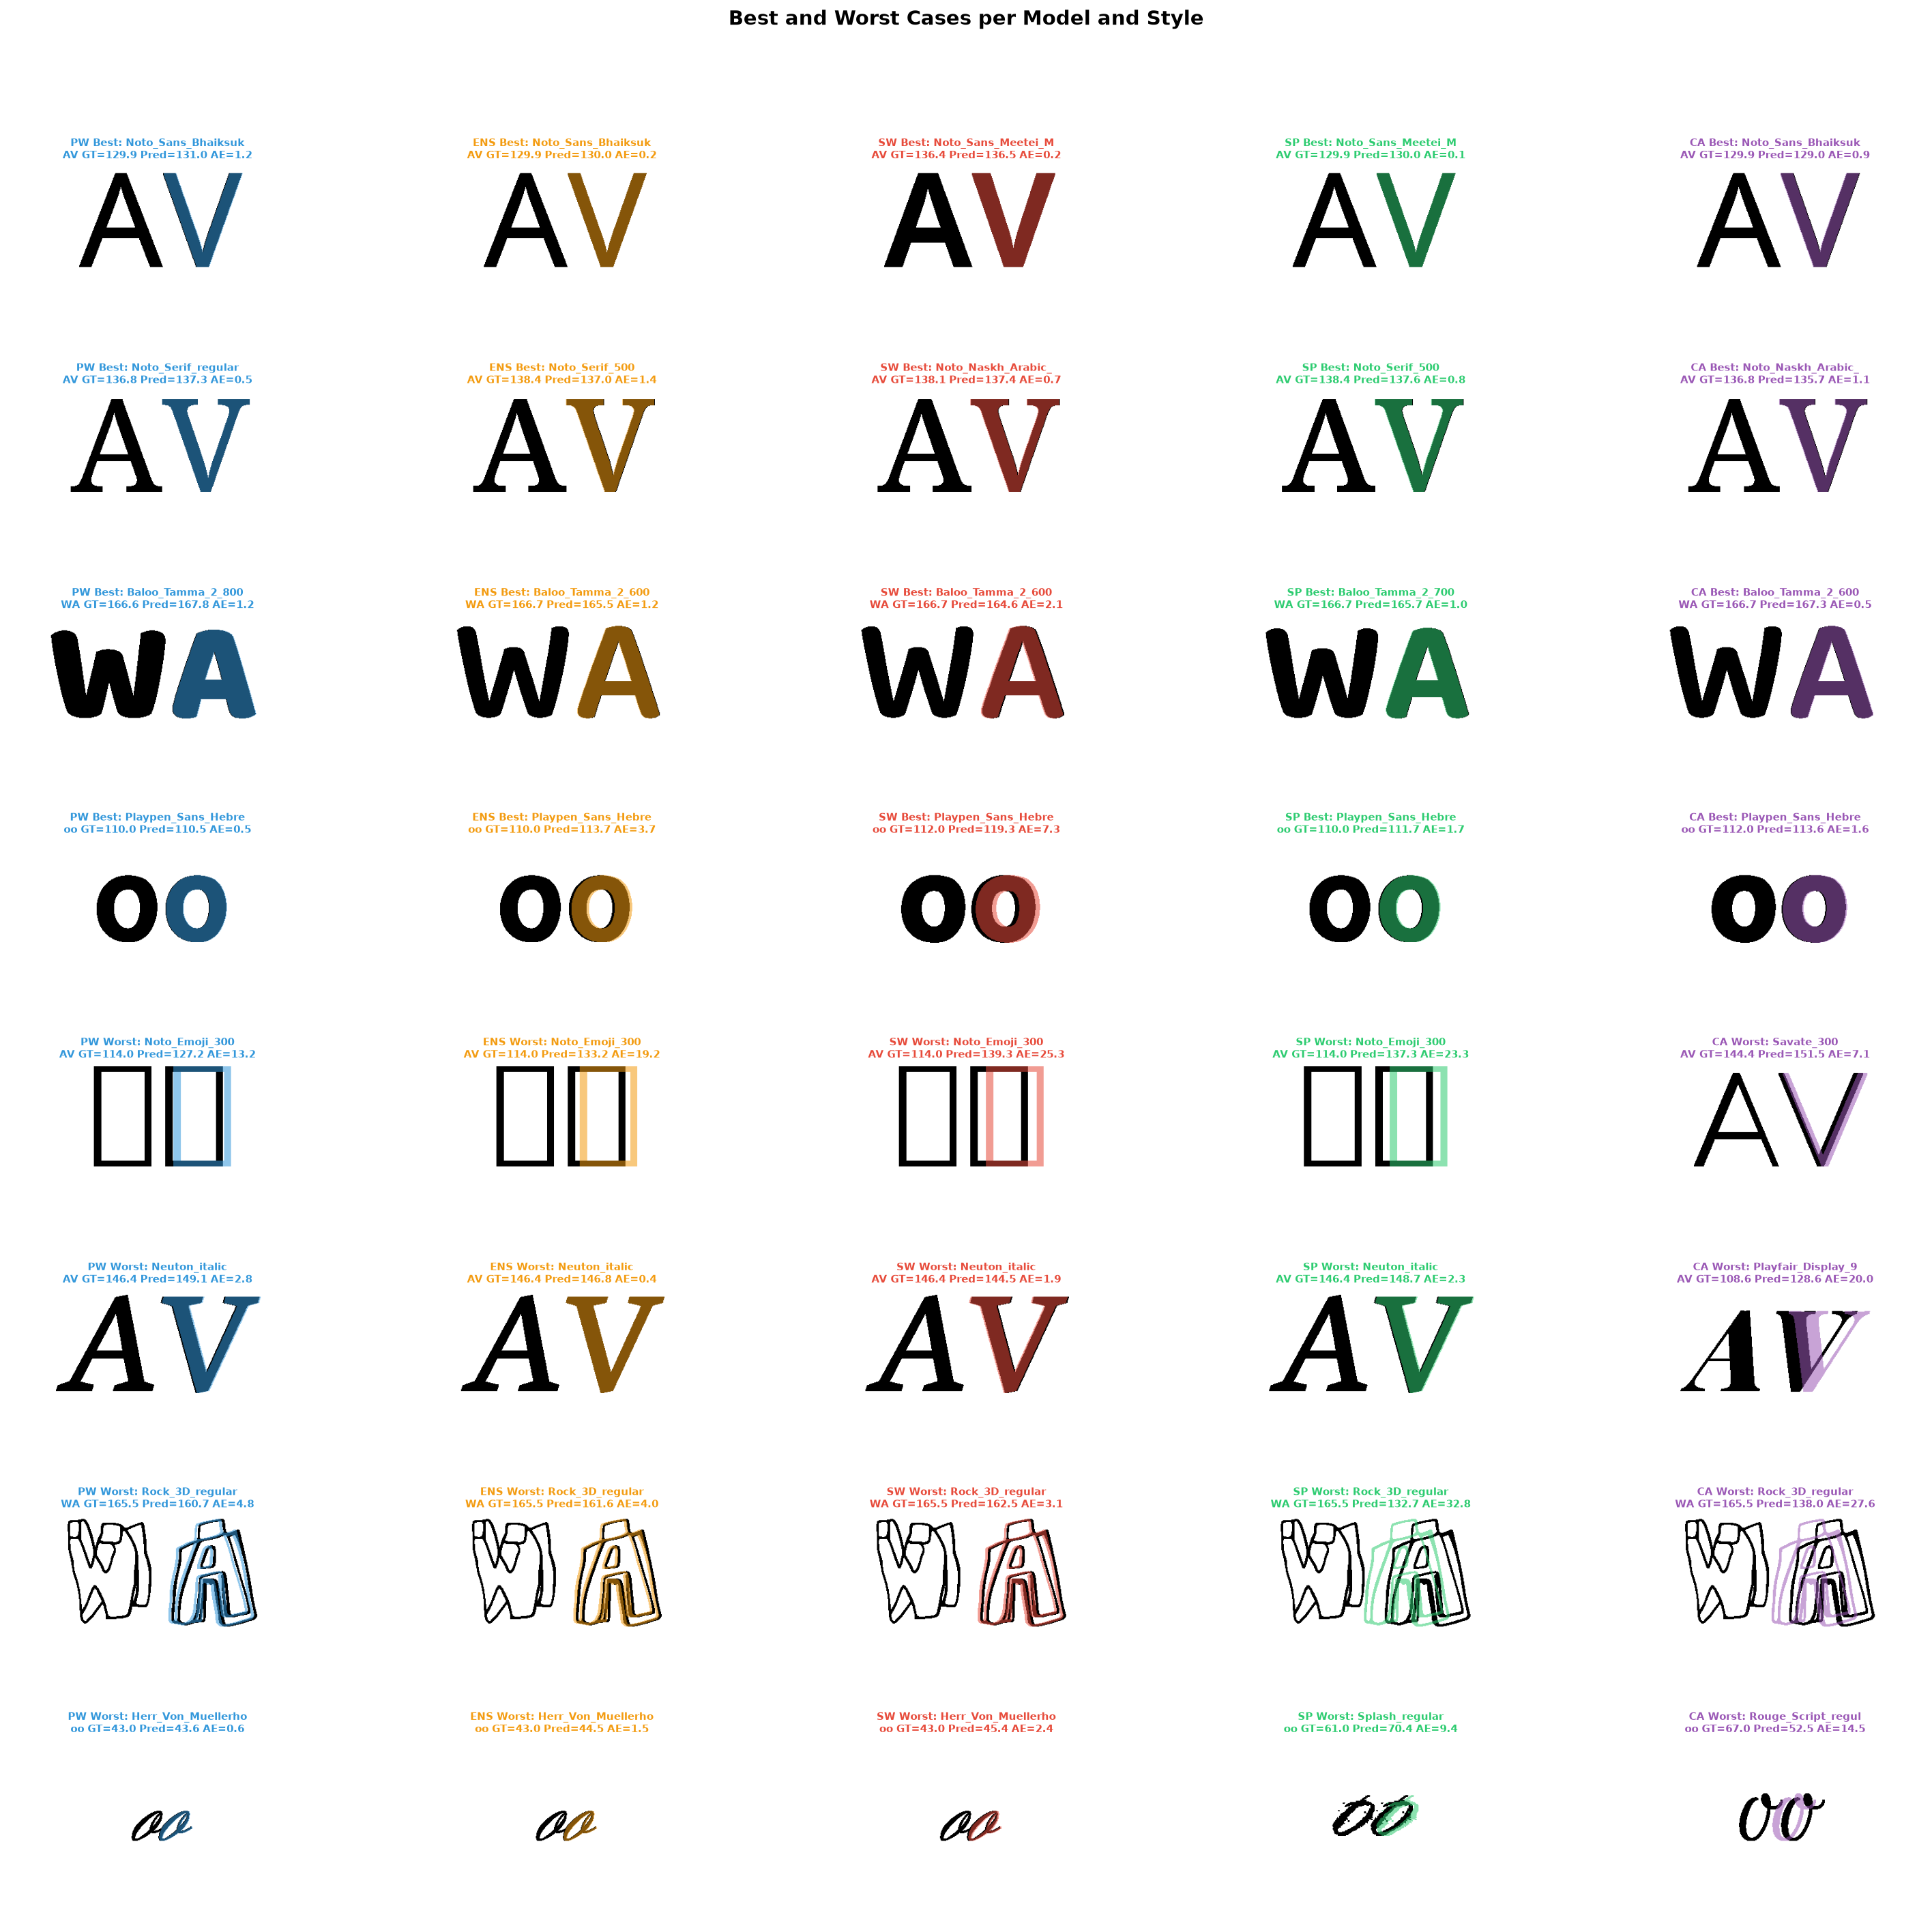 Best and Worst Cases per Model and Style
PW Best: Noto_Sans_Bhaiksuk
AV GT=129.9 Pred=131.0 AE=1.2
AV
ENS Best: Noto_Sans_Bhaiksuk
AV GT=129.9 Pred=130.0 AE=0.2
AV
SW Best: Noto_Sans_Meetei_M
AV GT=136.4 Pred=136.5 AE=0.2
AV
SP Best: Noto_Sans_Meetei_M
AV GT=129.9 Pred=130.0 AE=0.1
AV
CA Best: Noto_Sans_Bhaiksuk
AV GT=129.9 Pred=129.0 AE=0.9
AV
PW Best: Noto_Serif_regular
AV GT=136.8 Pred=137.3 AE=0.5
AV
ENS Best: Noto_Serif_500
AV GT=138.4 Pred=137.0 AE=1.4
AV
SW Best: Noto_Naskh_Arabic_
AV GT=138.1 Pred=137.4 AE=0.7
AV
SP Best: Noto_Serif_500
AV GT=138.4 Pred=137.6 AE=0.8
AV
CA Best: Noto_Naskh_Arabic_
AV GT=136.8 Pred=135.7 AE=1.1
AV
PW Best: Baloo_Tamma_2_800
WA GT=166.6 Pred=167.8 AE=1.2
WA
ENS Best: Baloo_Tamma_2_600
WA GT=166.7 Pred=165.5 AE=1.2
WA
SW Best: Baloo_Tamma_2_600
WA GT=166.7 Pred=164.6 AE=2.1
WA
SP Best: Baloo_Tamma_2_700
WA GT=166.7 Pred=165.7 AE=1.0
WA
CA Best: Baloo_Tamma_2_600
WA GT=166.7 Pred=167.3 AE=0.5
WA
PW Best: Playpen_Sans_Hebre
oo GT=110.0 Pred=110.5 AE=0.5
oo
ENS Best: Playpen_Sans_Hebre
oo GT=110.0 Pred=113.7 AE=3.7
oo
SW Best: Playpen_Sans_Hebre
oo GT=112.0 Pred=119.3 AE=7.3
oo
SP Best: Playpen_Sans_Hebre
oo GT=110.0 Pred=111.7 AE=1.7
oo
CA Best: Playpen_Sans_Hebre
oo GT=112.0 Pred=113.6 AE=1.6
oo
PW Worst: Noto_Emoji_300
AV GT=114.0 Pred=127.2 AE=13.2
ENS Worst: Noto_Emoji_300
AV GT=114.0 Pred=133.2 AE=19.2
SW Worst: Noto_Emoji_300
AV GT=114.0 Pred=139.3 AE=25.3
SP Worst: Noto_Emoji_300
AV GT=114.0 Pred=137.3 AE=23.3
CA Worst: Savate_300
AV GT=144.4 Pred=151.5 AE=7.1
AV
PW Worst: Neuton_italic
AV GT=146.4 Pred=149.1 AE=2.8
AV
ENS Worst: Neuton_italic
AV GT=146.4 Pred=146.8 AE=0.4
AV
SW Worst: Neuton_italic
AV GT=146.4 Pred=144.5 AE=1.9
AV
SP Worst: Neuton_italic
AV GT=146.4 Pred=148.7 AE=2.3
AV
CA Worst: Playfair_Display_9
AV GT=108.6 Pred=128.6 AE=20.0
AV
PW Worst: Rock_3D_regular
WA GT=165.5 Pred=160.7 AE=4.8
WA
ENS Worst: Rock_3D_regular
WA GT=165.5 Pred=161.6 AE=4.0
WA
SW Worst: Rock_3D_regular
WA GT=165.5 Pred=162.5 AE=3.1
WA
SP Worst: Rock_3D_regular
WA GT=165.5 Pred=132.7 AE=32.8
WA
CA Worst: Rock_3D_regular
WA GT=165.5 Pred=138.0 AE=27.6
WA
PW Worst: Herr_Von_Muellerho
oo GT=43.0 Pred=43.6 AE=0.6
oo
ENS Worst: Herr_Von_Muellerho
oo GT=43.0 Pred=44.5 AE=1.5
oo
SW Worst: Herr_Von_Muellerho
oo GT=43.0 Pred=45.4 AE=2.4
oo
SP Worst: Splash_regular
oo GT=61.0 Pred=70.4 AE=9.4
oo
CA Worst: Rouge_Script_regul
oo GT=67.0 Pred=52.5 AE=14.5
oo